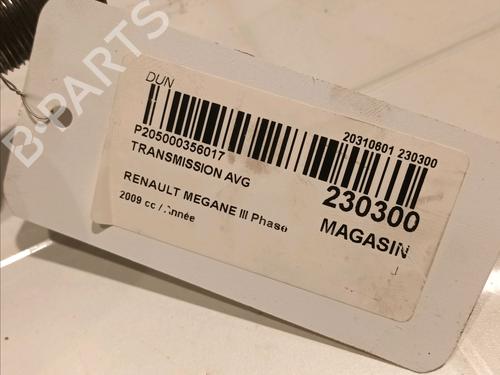 DUN
20310601 230300
P205000356017
TRANSMISSION AVG
230300
RENAULT MEGANE III Phase
MAGASIN
2009 cc / Année
B-PARTS